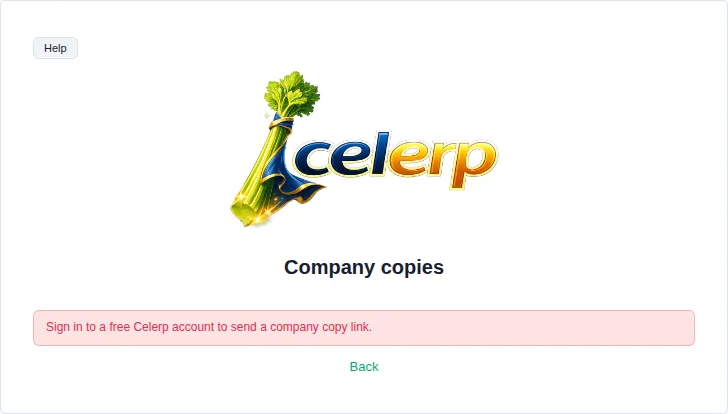 Help
celerp
Company copies
Sign in to a free Celerp account to send a company copy link.
Back